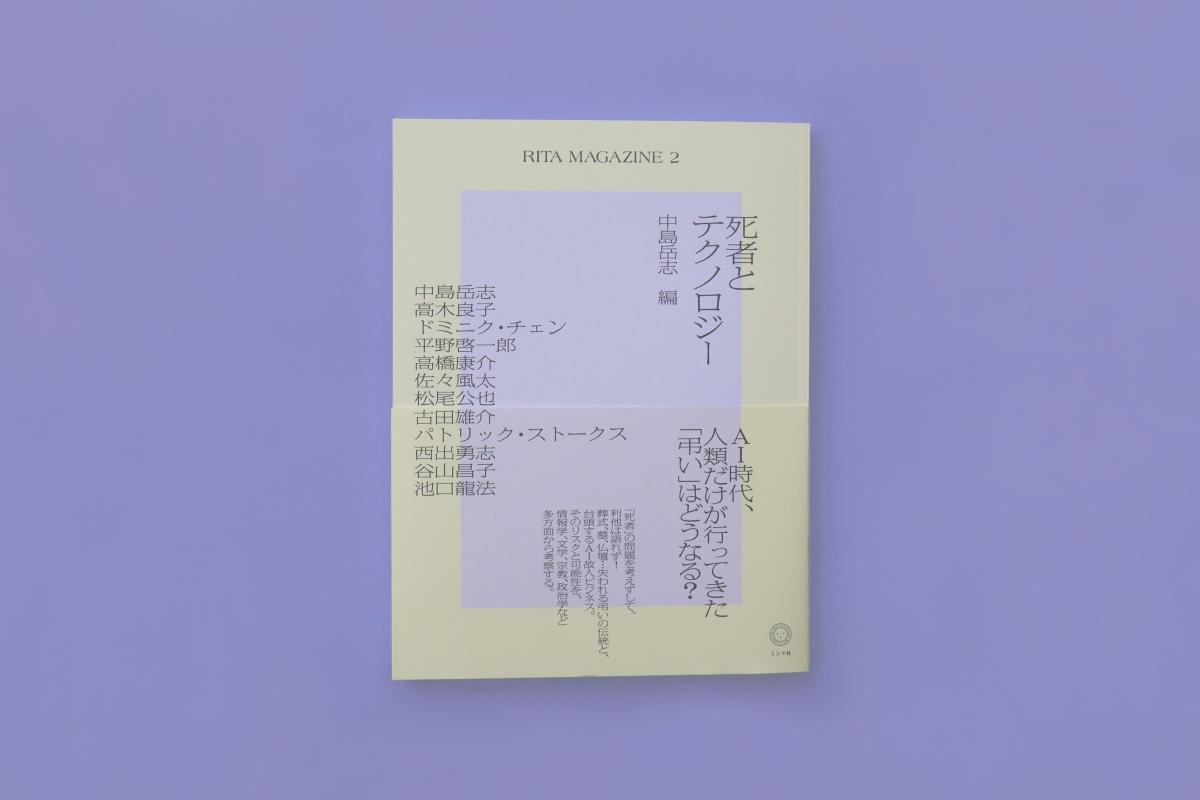 RITA MAGAZINE 2
死者と
テクノロジー
中島岳志 編
中島岳志
高木良子
ドミニク・チェン
平野啓一郎
高橋康介
佐々風太
松尾公也
古田雄介
パトリック・ストークス
西出勇志
谷山昌子
池口龍法
AI時代、
人類だけが行ってきた
「弔い」はどうなる?
「死者」の問題を考えずして、
利他は語れず!
葬式、墓、仏壇…失われる弔いの伝統と、
台頭するAI故人ビジネス。
そのリスクと可能性を、
情報学、文学、宗教、政治学など
多方面から考察する。
ミシマ社